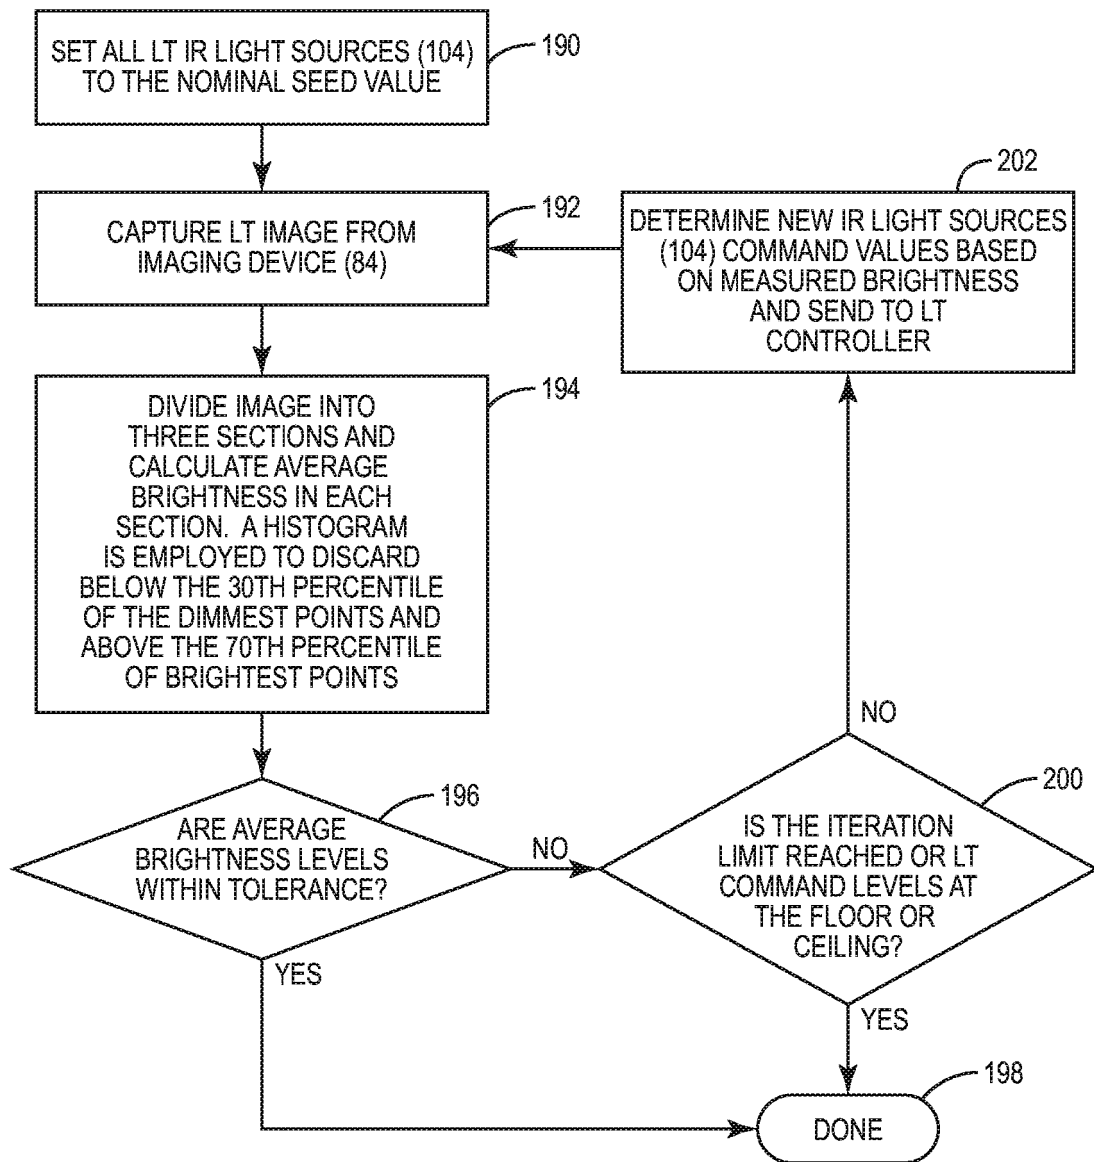 SET ALL LT IR LIGHT SOURCES (104)
TO THE NOMINAL SEED VALUE
190
CAPTURE LT IMAGE FROM
IMAGING DEVICE (84)
192
202
DETERMINE NEW IR LIGHT SOURCES
(104) COMMAND VALUES BASED
ON MEASURED BRIGHTNESS
AND SEND TO LT
CONTROLLER
194
DIVIDE IMAGE INTO
THREE SECTIONS AND
CALCULATE AVERAGE
BRIGHTNESS IN EACH
SECTION. A HISTOGRAM
IS EMPLOYED TO DISCARD
BELOW THE 30TH PERCENTILE
OF THE DIMMEST POINTS AND
ABOVE THE 70TH PERCENTILE
OF BRIGHTEST POINTS
196
ARE AVERAGE
BRIGHTNESS LEVELS
WITHIN TOLERANCE?
NO
YES
NO
200
IS THE ITERATION
LIMIT REACHED OR LT
COMMAND LEVELS AT
THE FLOOR OR
CEILING?
YES
198
DONE